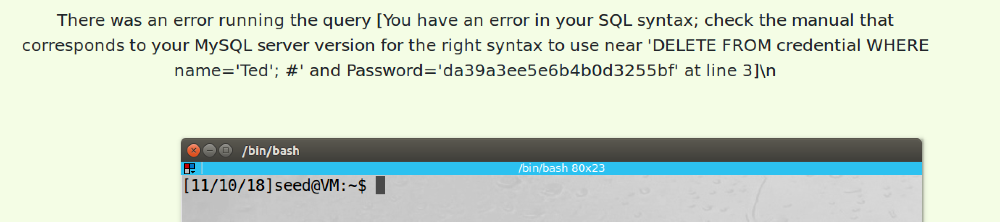 There was an error running the query [You have an error in your SQL syntax; check the manual that
corresponds to your MySQL server version for the right syntax to use near 'DELETE FROM credential WHERE
name='Ted'; #' and Password='da39a3ee5e6b4b0d3255bf' at line 3]\n
/bin/bash
/bin/bash 80x23
[11/10/18]seed@VM:~$